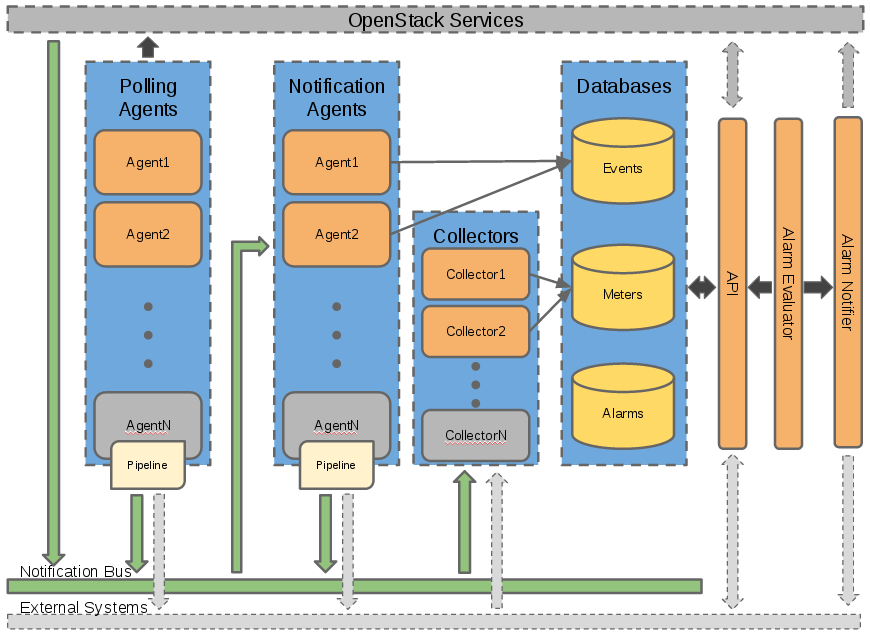 OpenStack Services
Polling
Agents
Agent1
Agent2
AgentN
Pipeline
Notification
Agents
Agent1
Agent2
AgentN
Pipeline
Collectors
Collector1
Collector2
CollectorN
Databases
Events
Meters
Alarms
API
Alarm Evaluator
Alarm Notifier
Notification Bus
External Systems